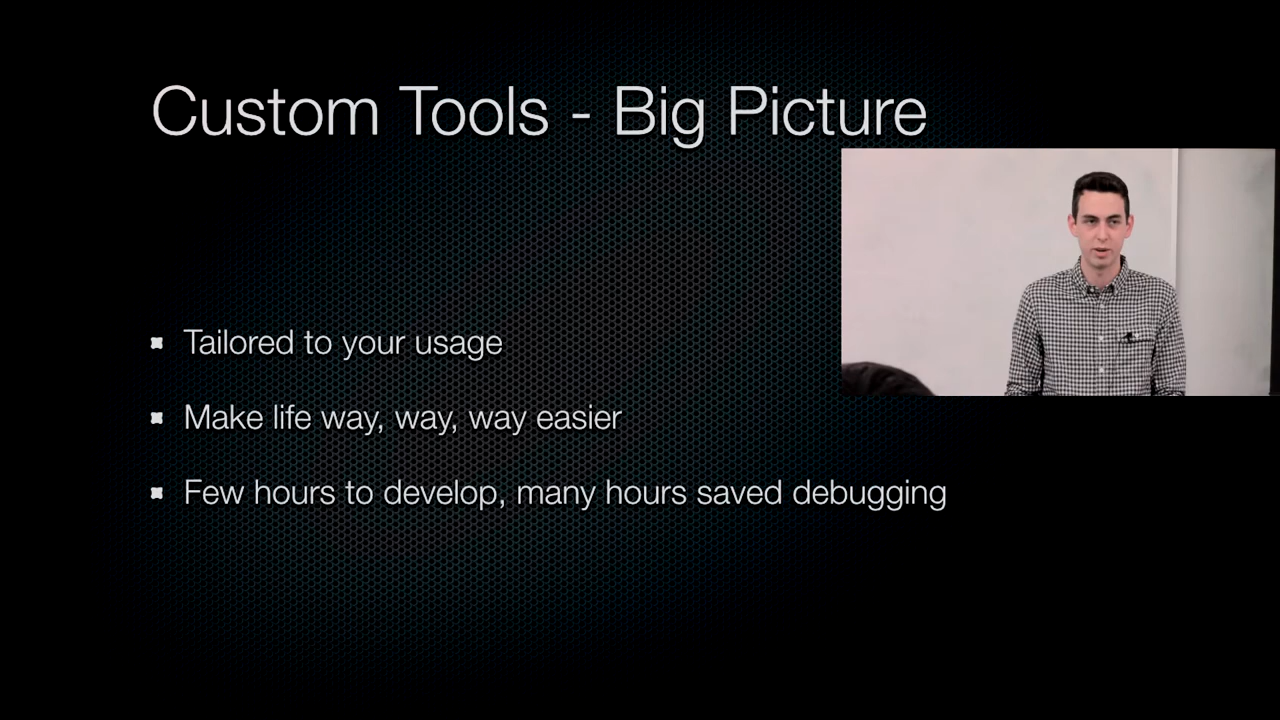 Custom Tools - Big Picture
Tailored to your usage
Make life way, way, way easier
Few hours to develop, many hours saved debugging